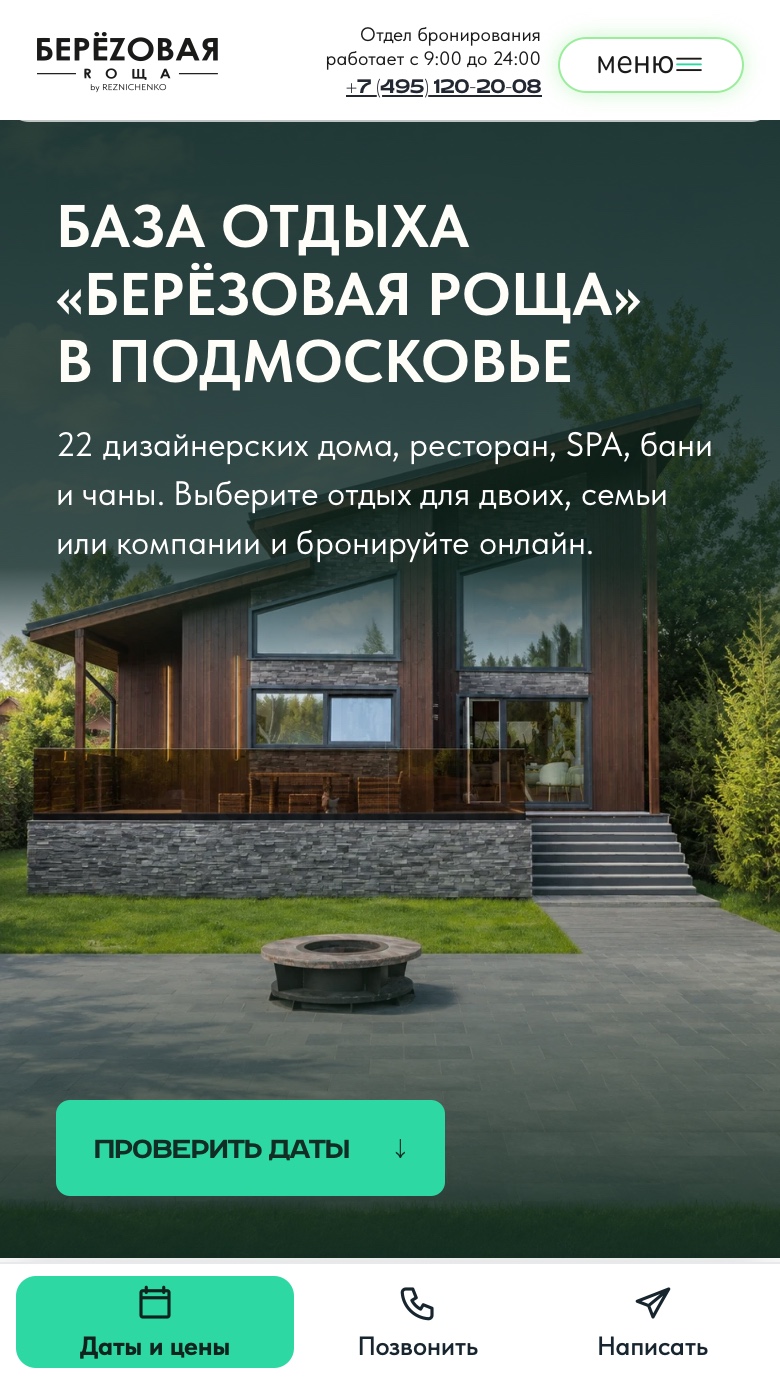 БЕРЁZОВАЯ
РОЩА
by REZNICHENKO
Отдел бронирования
работает с 9:00 до 24:00
+7 (495) 120-20-08
меню
БАЗА ОТДЫХА
«БЕРЁЗОВАЯ РОЩА»
В ПОДМОСКОВЬЕ
22 дизайнерских дома, ресторан, SPA, бани
и чаны. Выберите отдых для двоих, семьи
или компании и бронируйте онлайн.
ПРОВЕРИТЬ ДАТЫ ↓
Даты и цены
Позвонить
Написать